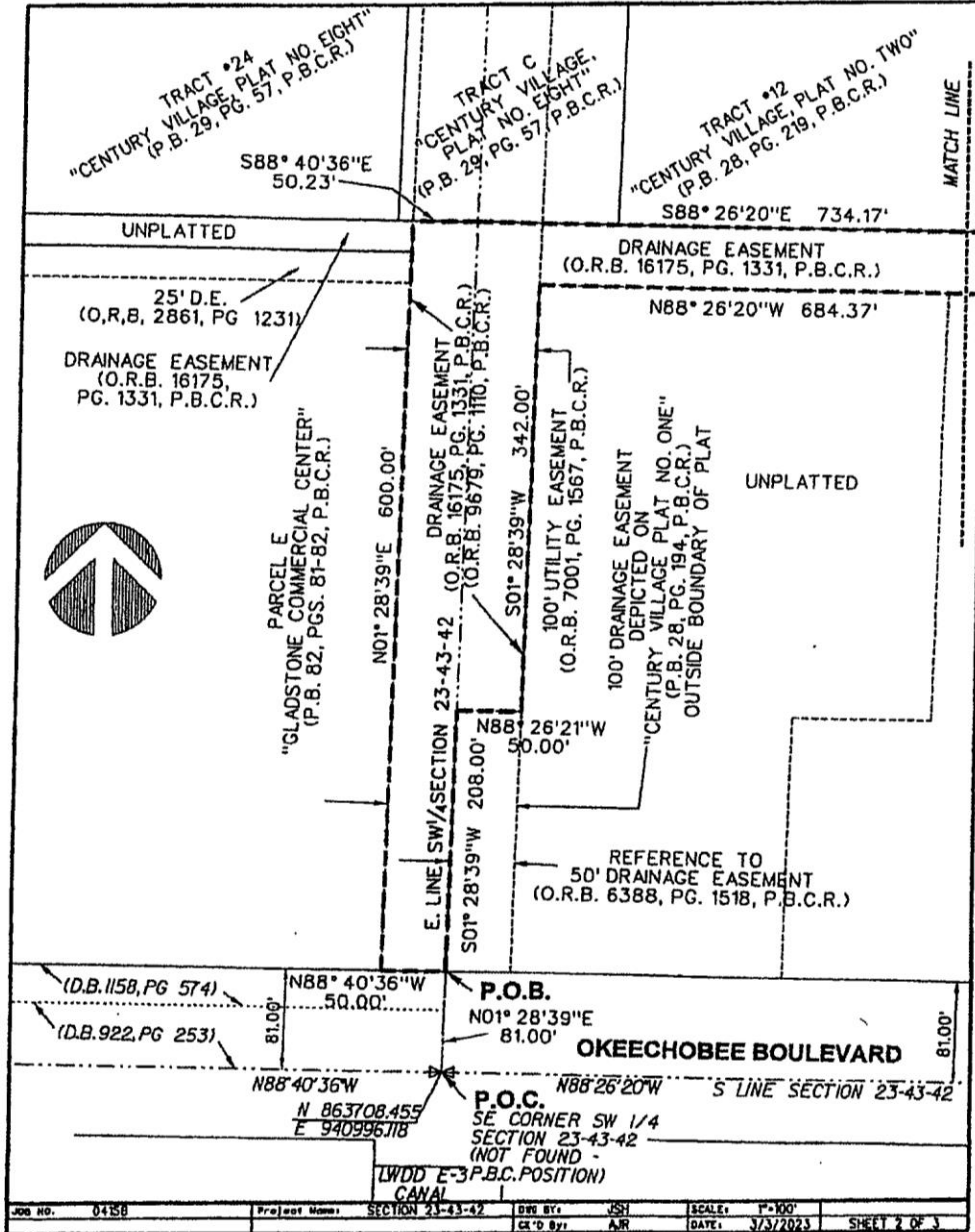 TRACT #24
"CENTURY VILLAGE, PLAT NO. EIGHT"
(P.B. 29, PG. 57, P.B.C.R.)
TRACT C
"CENTURY VILLAGE,
PLAT NO. EIGHT"
(P.B. 29, PG. 57, P.B.C.R.)
TRACT #12
"CENTURY VILLAGE, PLAT NO. TWO"
(P.B. 28, PG. 219, P.B.C.R.)
MATCH LINE
S88° 40'36"E
50.23'
S88° 26'20"E 734.17'
UNPLATTED
DRAINAGE EASEMENT
(O.R.B. 16175, PG. 1331, P.B.C.R.)
25' D.E.
(O,R,B, 2861, PG 1231)
N88° 26'20"W 684.37'
DRAINAGE EASEMENT
(O.R.B. 16175,
PG. 1331, P.B.C.R.)
PARCEL E
"GLADSTONE COMMERCIAL CENTER"
(P.B. 82, PGS. 81-82, P.B.C.R.)
N01° 28'39"E 600.00'
E. LINE SW1/4 SECTION 23-43-42
DRAINAGE EASEMENT
(O.R.B. 16175, PG. 1331, P.B.C.R.)
(O.R.B. 9679, PG. 1110, P.B.C.R.)
S01° 28'39"W 342.00'
100' UTILITY EASEMENT
(O.R.B. 7001, PG. 1567, P.B.C.R.)
100' DRAINAGE EASEMENT
DEPICTED ON
"CENTURY VILLAGE PLAT NO. ONE"
(P.B. 28, PG. 194, P.B.C.R.)
OUTSIDE BOUNDARY OF PLAT
UNPLATTED
N88° 26'21"W
50.00'
S01° 28'39"W 208.00'
REFERENCE TO
50' DRAINAGE EASEMENT
(O.R.B. 6388, PG. 1518, P.B.C.R.)
(D.B.1158,PG 574)
(D.B.922,PG 253)
81.00'
N88° 40'36"W
50.00'
P.O.B.
N01° 28'39"E
81.00'
OKEECHOBEE BOULEVARD
81.00'
N88°40'36"W
N88°26'20"W
S LINE SECTION 23-43-42
N 863708.455
E 940996.118
P.O.C.
SE CORNER SW 1/4
SECTION 23-43-42
(NOT FOUND -
P.B.C. POSITION)
LWDD E-3
CANAL
JOB NO. 04158 Project Name: SECTION 23-43-42 DWG BY: JSH SCALE: 1"=100'
CK'D By: AJR DATE: 3/3/2023 SHEET 2 OF 3